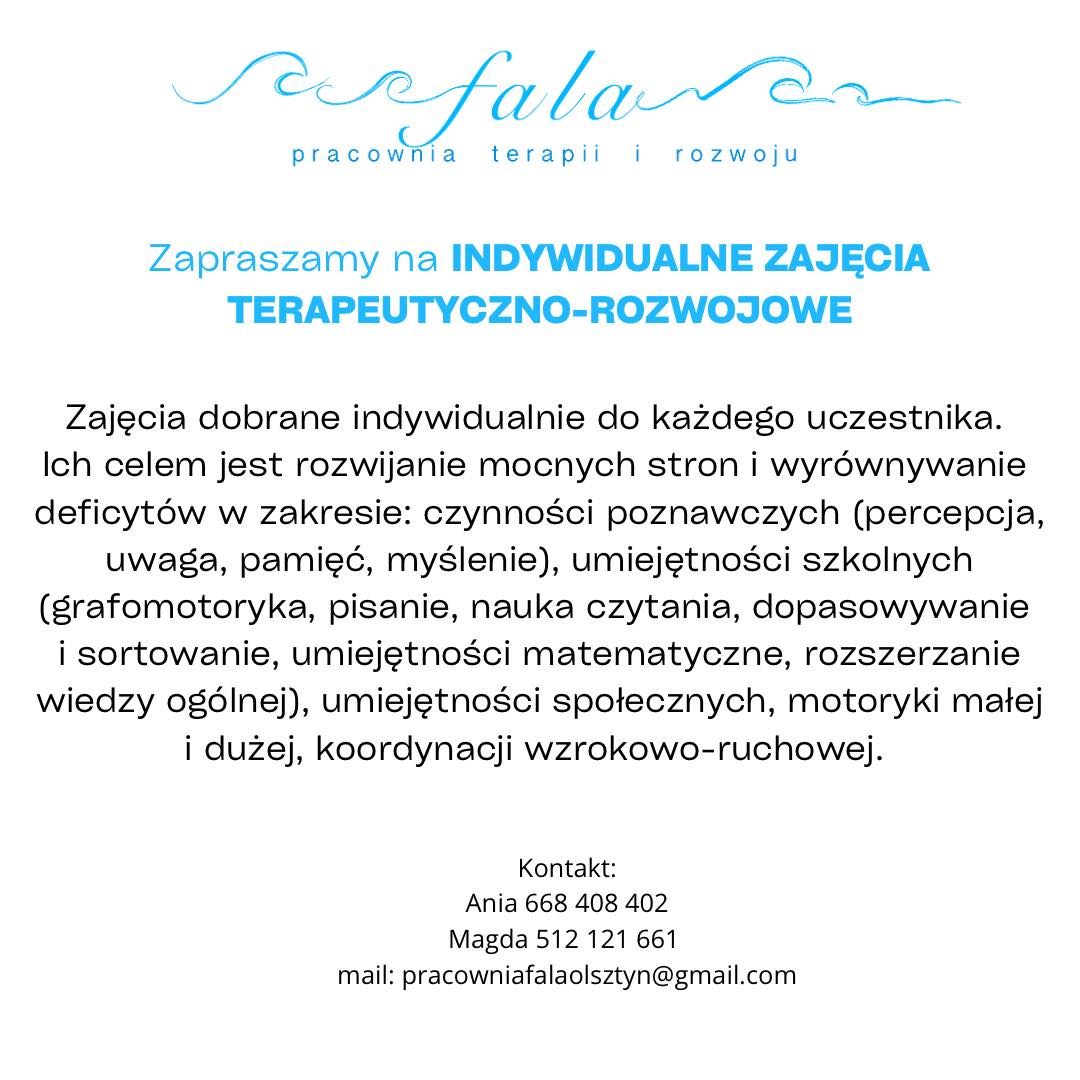 fala
pracownia terapii i rozwoju
Zapraszamy na INDYWIDUALNE ZAJĘCIA
TERAPEUTYCZNO-ROZWOJOWE
Zajęcia dobrane indywidualnie do każdego uczestnika.
Ich celem jest rozwijanie mocnych stron i wyrównywanie
deficytów w zakresie: czynności poznawczych (percepcja,
uwaga, pamięć, myślenie), umiejętności szkolnych
(grafomotoryka, pisanie, nauka czytania, dopasowywanie
i sortowanie, umiejętności matematyczne, rozszerzanie
wiedzy ogólnej), umiejętności społecznych, motoryki małej
i dużej, koordynacji wzrokowo-ruchowej.
Kontakt:
Ania 668 408 402
Magda 512 121 661
mail: pracowniafalaolsztyn@gmail.com